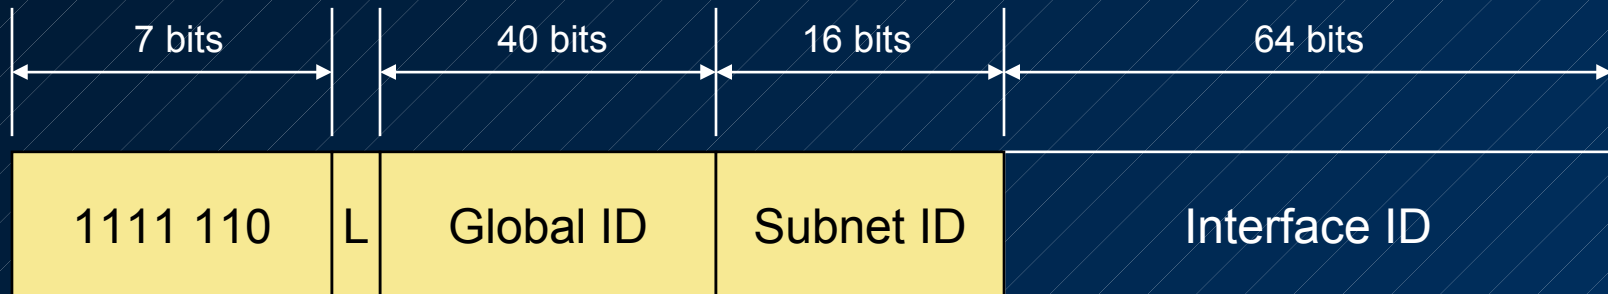 7 bits 40 bits 16 bits 64 bits
1111 110 L Global ID Subnet ID Interface ID